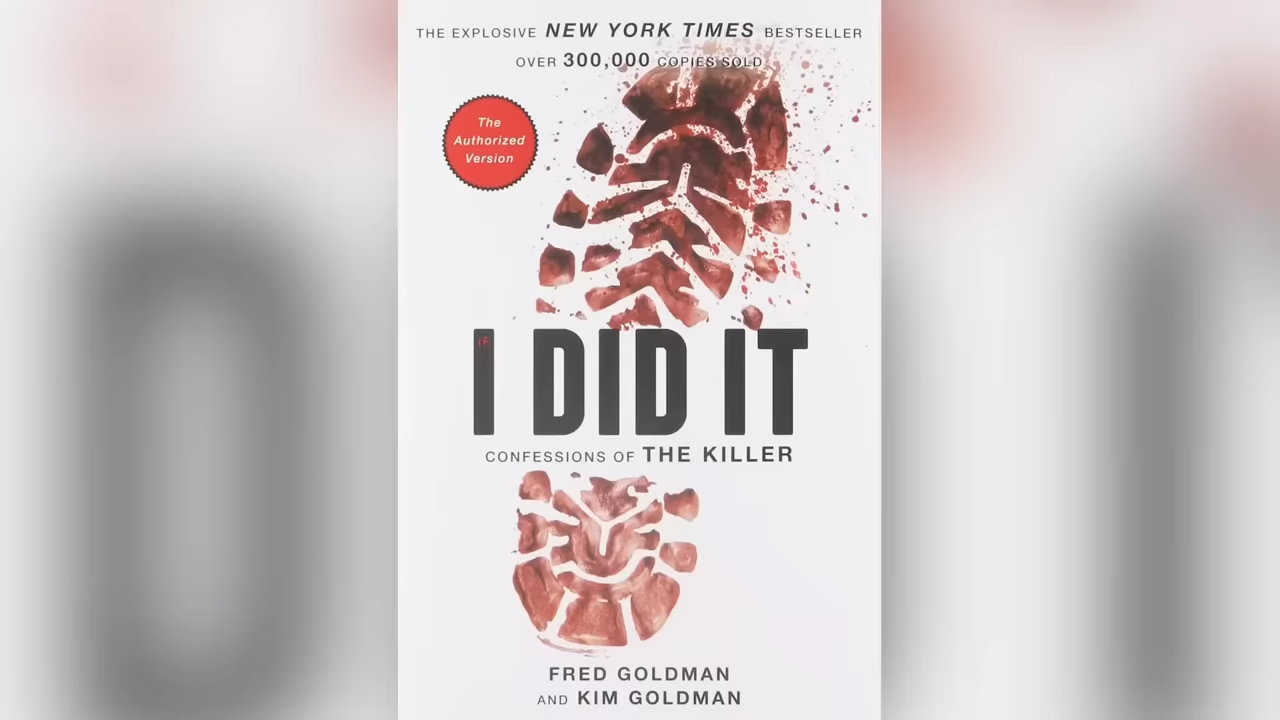 THE EXPLOSIVE NEW YORK TIMES BESTSELLER
OVER 300,000 COPIES SOLD
The
Authorized
Version
IF
I DID IT
CONFESSIONS OF THE KILLER
FRED GOLDMAN
AND KIM GOLDMAN